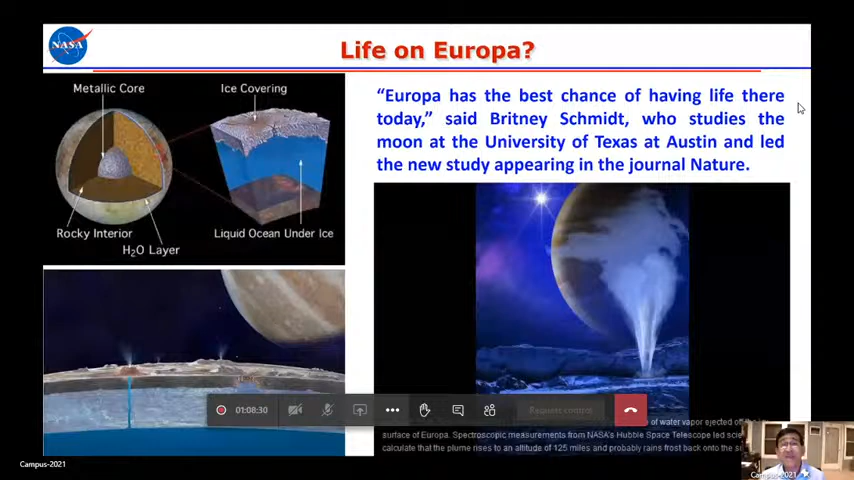 NASA
Life on Europa?
Metallic Core
Ice Covering
Rocky Interior
H₂O Layer
Liquid Ocean Under Ice
“Europa has the best chance of having life there
today,” said Britney Schmidt, who studies the
moon at the University of Texas at Austin and led
the new study appearing in the journal Nature.
01:08:30
Request control
of water vapor ejected of
surface of Europa. Spectroscopic measurements from NASA's Hubble Space Telescope led
calculate that the plume rises to an altitude of 125 miles and probably rains frost back onto the
Campus-2021
Campus-2021